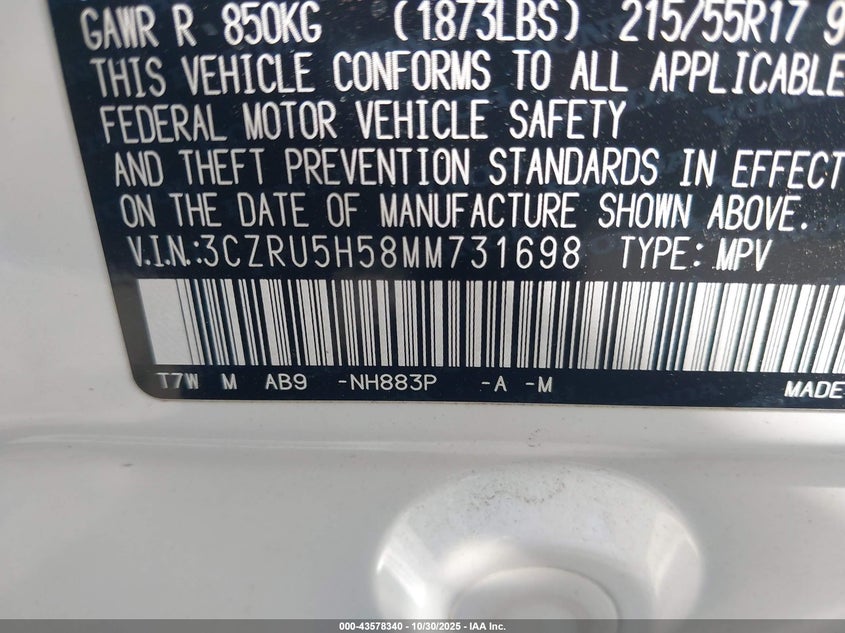 GAWR R 850KG (1873LBS) 215/55R17 9
THIS VEHICLE CONFORMS TO ALL APPLICABLE
FEDERAL MOTOR VEHICLE SAFETY
AND THEFT PREVENTION STANDARDS IN EFFECT
ON THE DATE OF MANUFACTURE SHOWN ABOVE.
V.I.N.:3CZRU5H58MM731698 TYPE: MPV
T7W M AB9 -NH883P -A -M
MADE
000-43578340 | 10/30/2025 | IAA Inc.